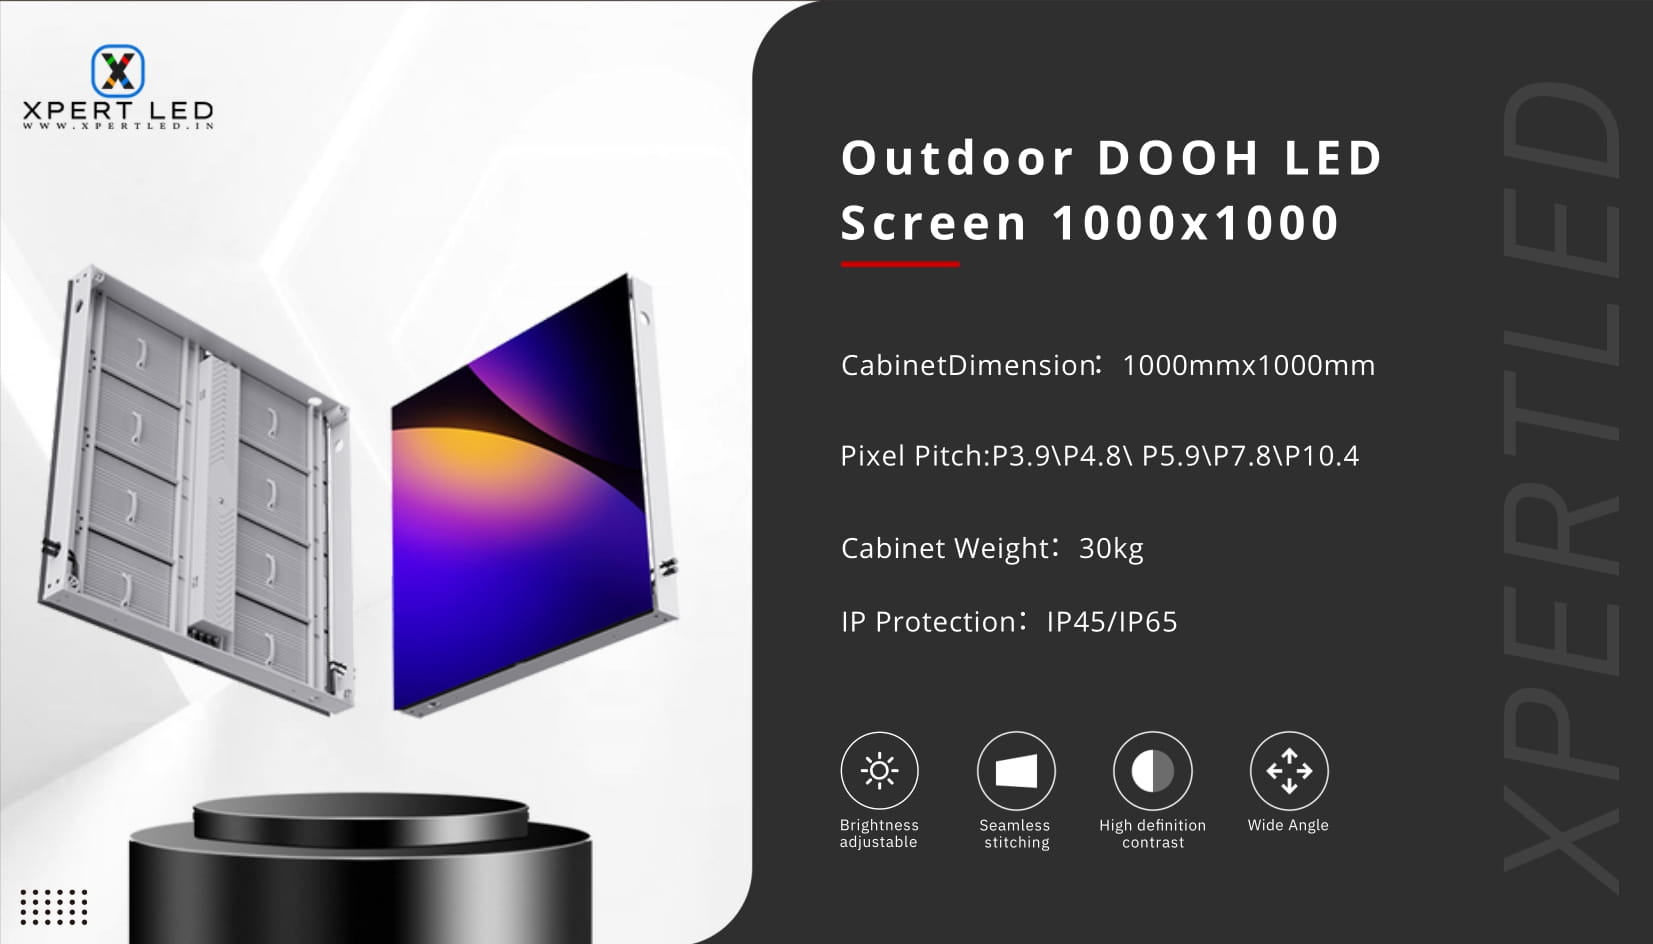 XPERT LED
WWW.XPERTLED.IN
Outdoor DOOH LED
Screen 1000x1000
CabinetDimension： 1000mmx1000mm
Pixel Pitch:P3.9\P4.8\ P5.9\P7.8\P10.4
Cabinet Weight： 30kg
IP Protection： IP45/IP65
Brightness
adjustable
Seamless
stitching
High definition
contrast
Wide Angle
XPERTLED